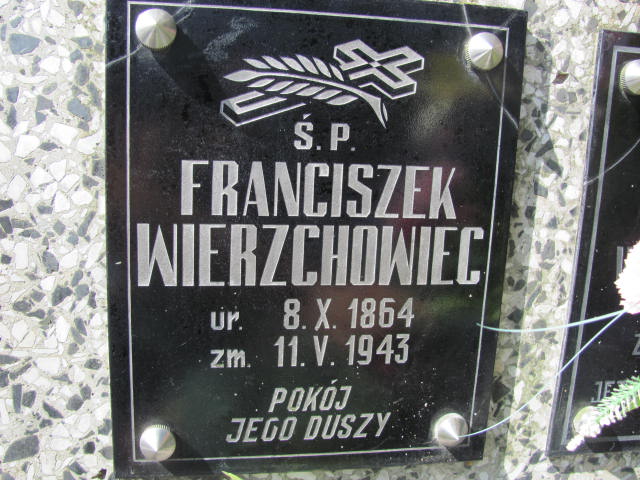 Ś.P.
FRANCISZEK
WIERZCHOWIEC
ur. 8.X.1864
zm. 11.V.1943
POKÓJ
JEGO DUSZY